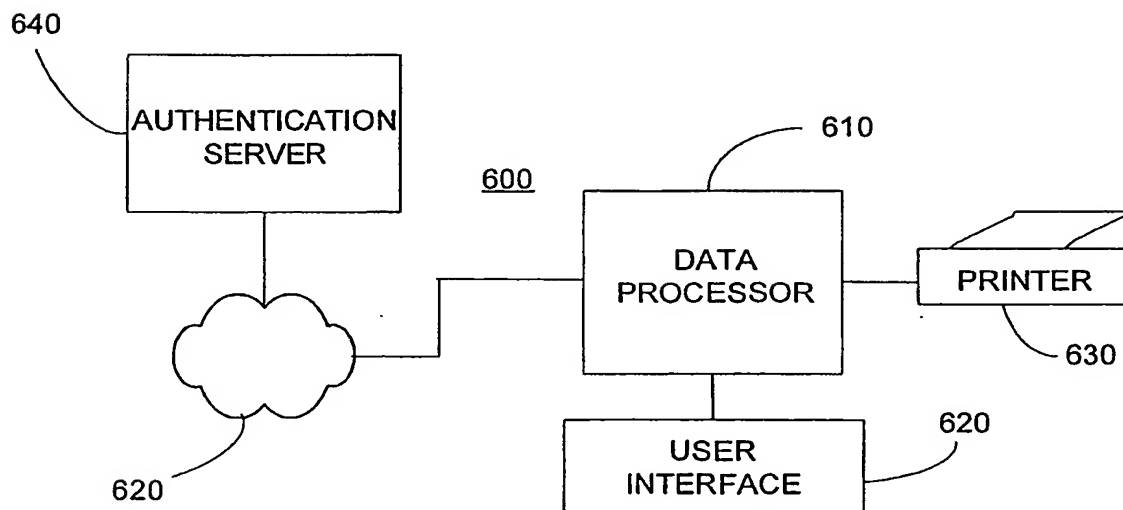 640
AUTHENTICATION
SERVER
610
600
DATA
PROCESSOR
PRINTER
630
620
USER
INTERFACE
620